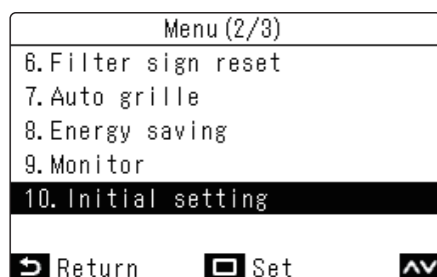 Menu(2/3)
6.Filter sign reset
7.Auto grille
8.Energy saving
9.Monitor
10.Initial setting
Return Set